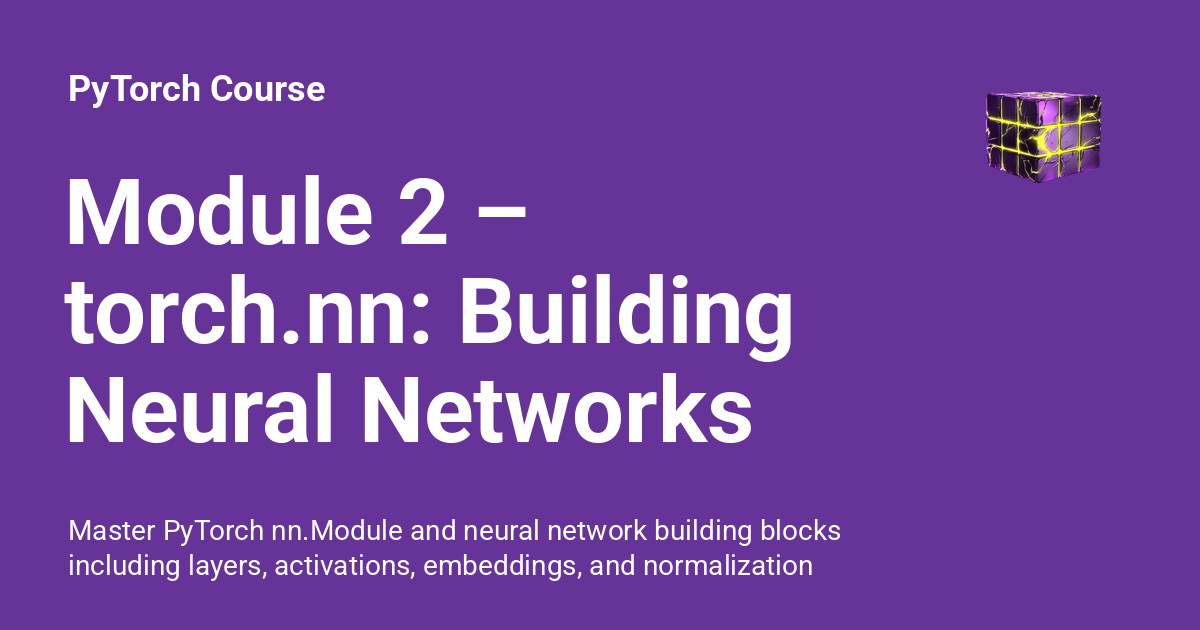 PyTorch Course
Module 2 –
torch.nn: Building
Neural Networks
Master PyTorch nn.Module and neural network building blocks
including layers, activations, embeddings, and normalization